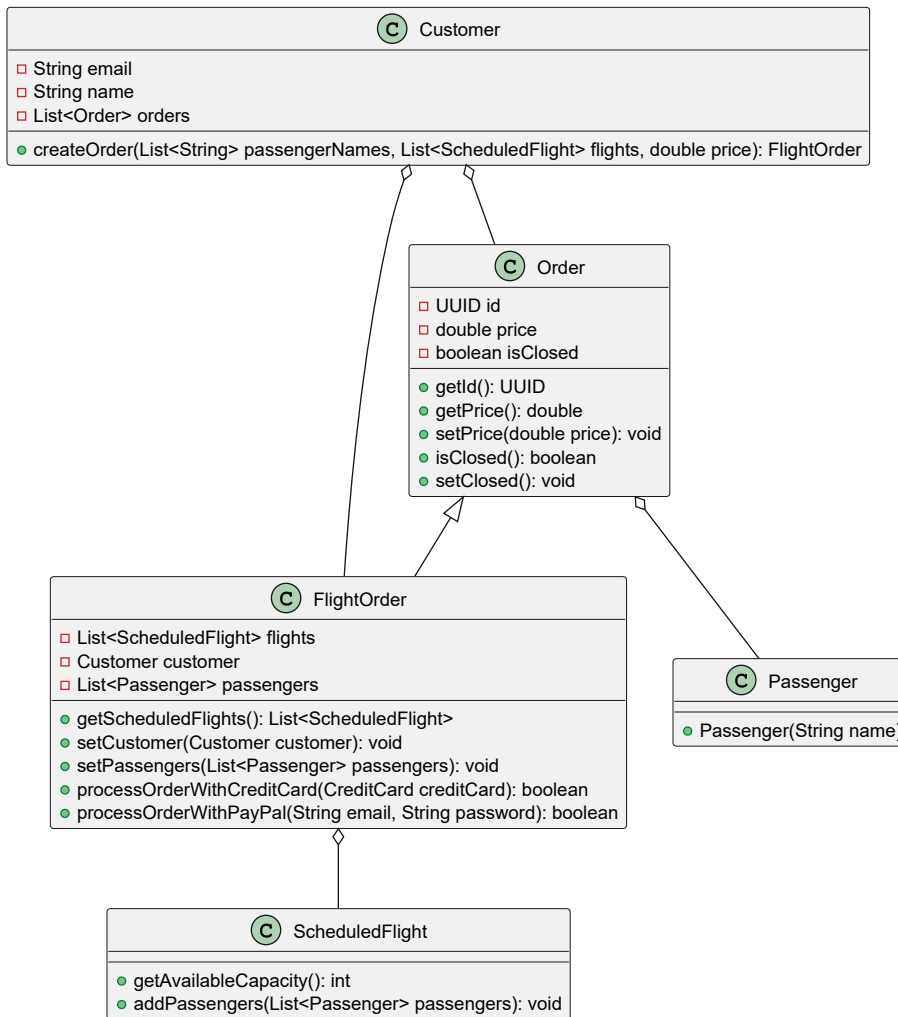 C Customer
String email
String name
List<Order> orders
createOrder(List<String> passengerNames, List<ScheduledFlight> flights, double price): FlightOrder
C Order
UUID id
double price
boolean isClosed
getId(): UUID
getPrice(): double
setPrice(double price): void
isClosed(): boolean
setClosed(): void
C FlightOrder
List<ScheduledFlight> flights
Customer customer
List<Passenger> passengers
getScheduledFlights(): List<ScheduledFlight>
setCustomer(Customer customer): void
setPassengers(List<Passenger> passengers): void
processOrderWithCreditCard(CreditCard creditCard): boolean
processOrderWithPayPal(String email, String password): boolean
C Passenger
Passenger(String name)
C ScheduledFlight
getAvailableCapacity(): int
addPassengers(List<Passenger> passengers): void